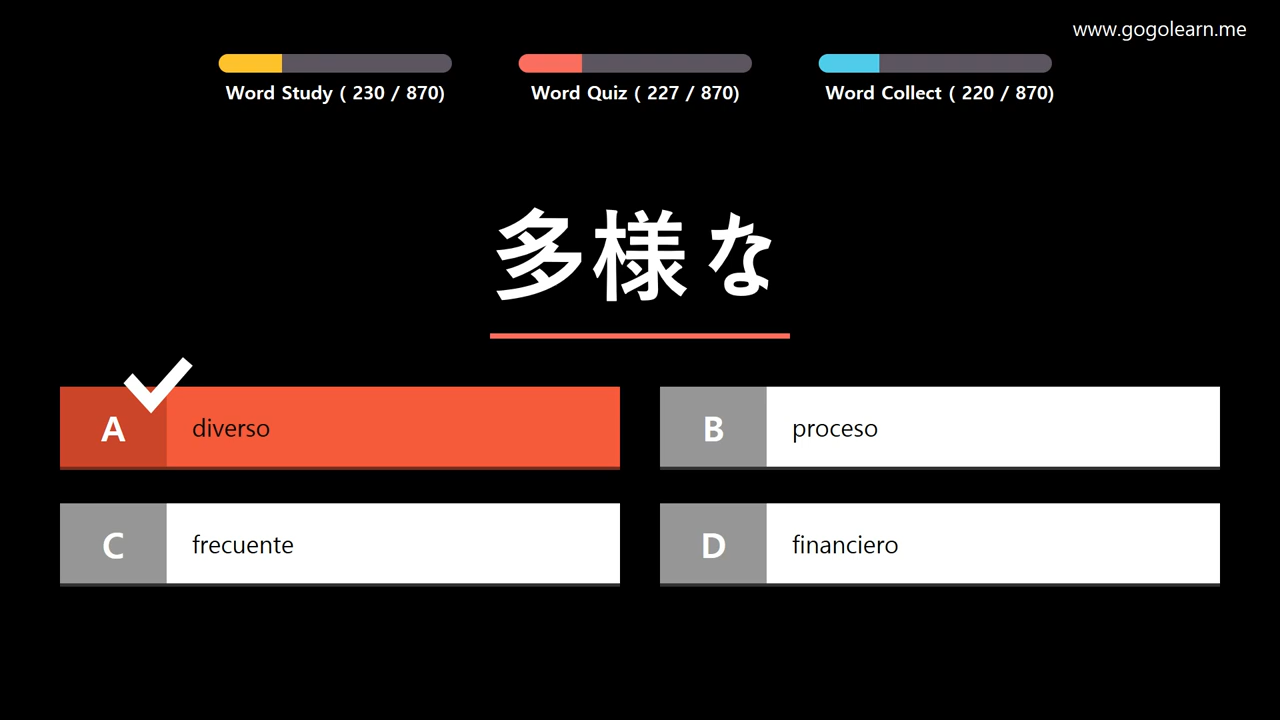 www.gogolearn.me
Word Study ( 230 / 870)
Word Quiz ( 227 / 870)
Word Collect ( 220 / 870)
多様な
A diverso
B proceso
C frecuente
D financiero